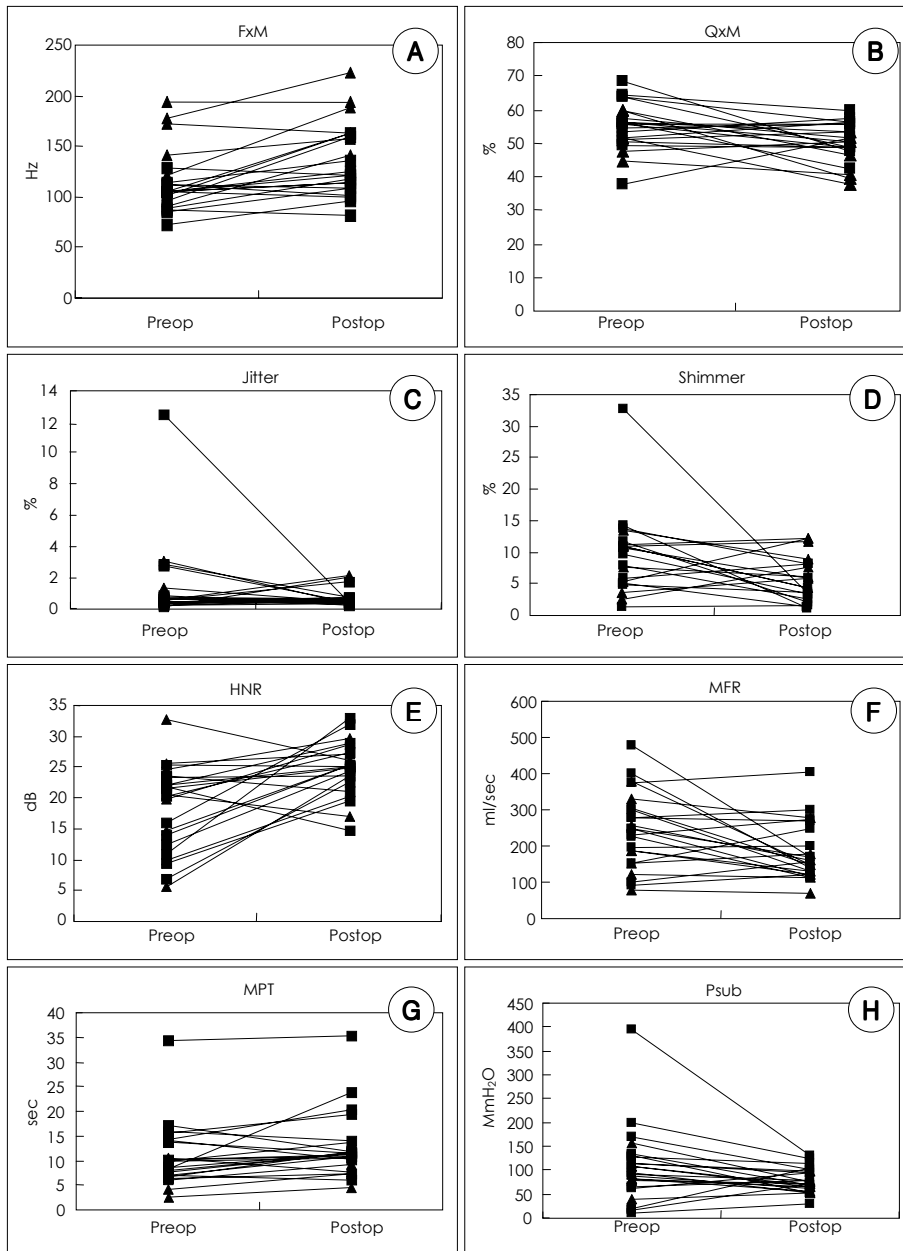 FxM
A
250
200
150
100
50
0
Hz
Preop Postop
QxM
B
80
70
60
50
40
30
20
10
0
%
Preop Postop
Jitter
C
14
12
10
8
6
4
2
0
%
Preop Postop
Shimmer
D
35
30
25
20
15
10
5
0
%
Preop Postop
HNR
E
35
30
25
20
15
10
5
0
dB
Preop Postop
MFR
F
600
500
400
300
200
100
0
ml/sec
Preop Postop
MPT
G
40
35
30
25
20
15
10
5
0
sec
Preop Postop
Psub
H
450
400
350
300
250
200
150
100
50
0
MmH₂O
Preop Postop